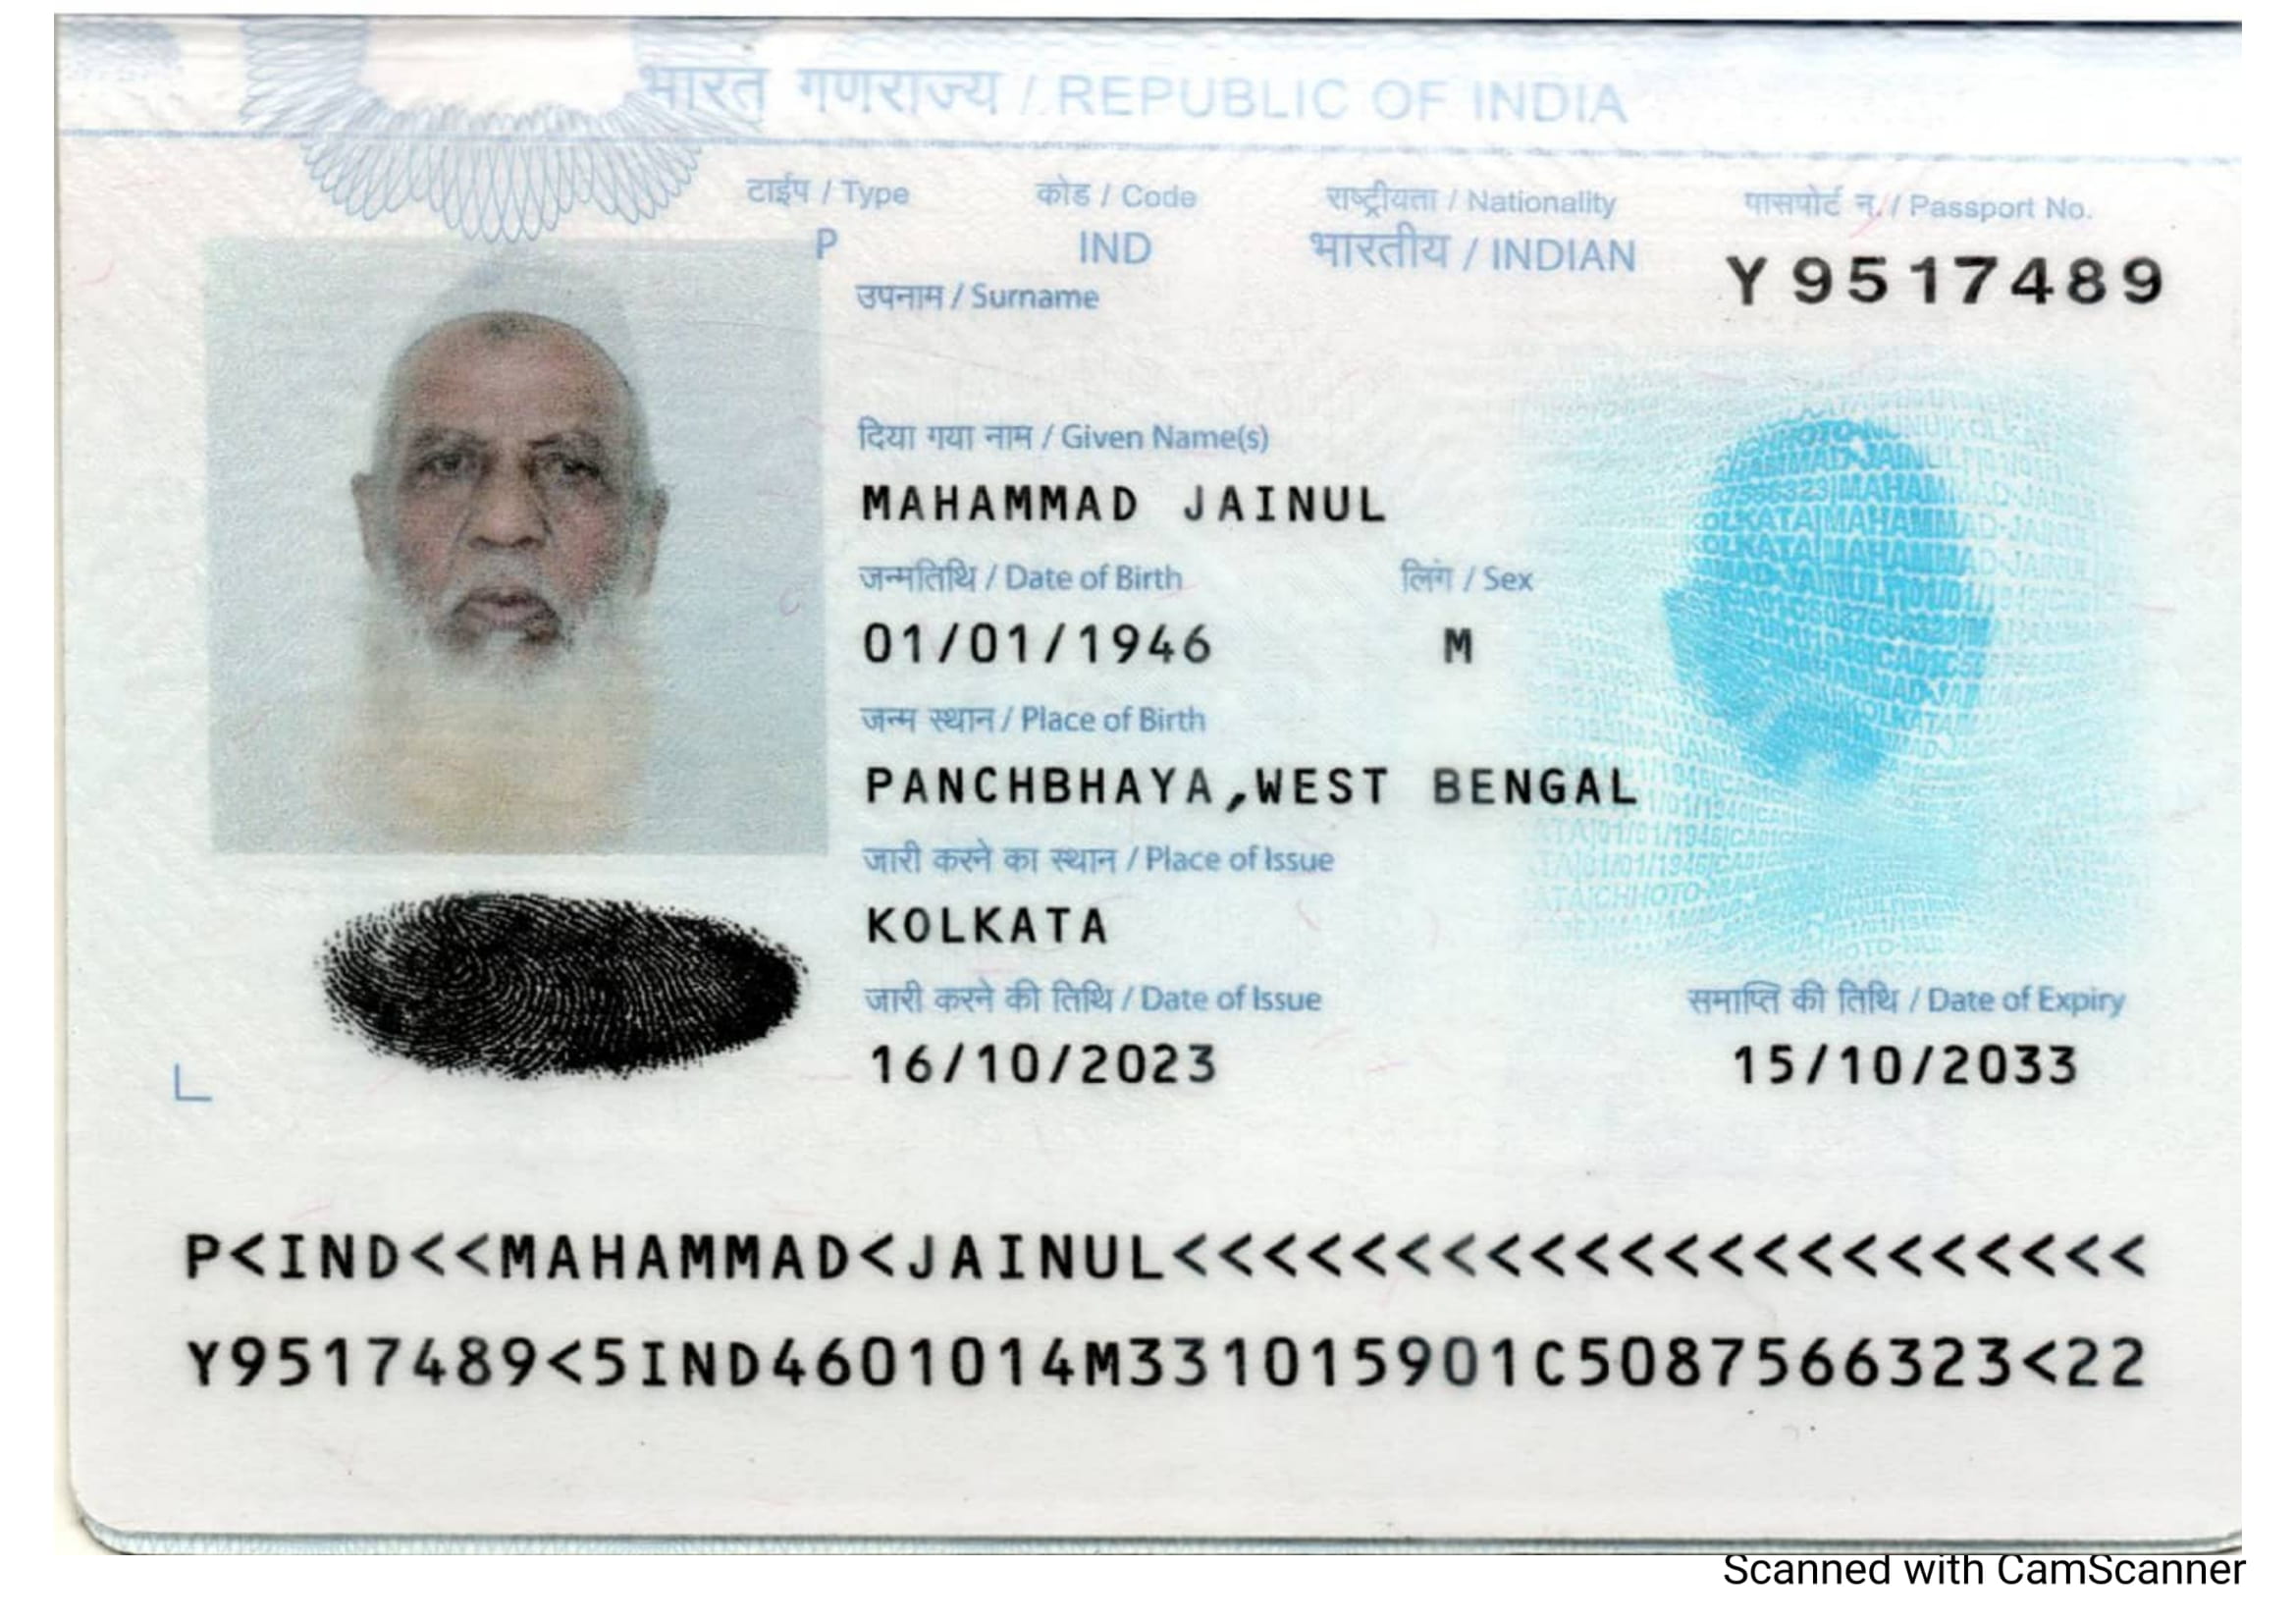 भारत गणराज्य / REPUBLIC OF INDIA
टाईप / Type कोड / Code राष्ट्रीयता / Nationality पासपोर्ट न. / Passport No.
P IND भारतीय / INDIAN Y9517489
उपनाम / Surname
दिया गया नाम / Given Name(s)
MAHAMMAD JAINUL
जन्मतिथि / Date of Birth लिंग / Sex
01/01/1946 M
जन्म स्थान / Place of Birth
PANCHBHAYA,WEST BENGAL
जारी करने का स्थान / Place of Issue
KOLKATA
जारी करने की तिथि / Date of Issue समाप्ति की तिथि / Date of Expiry
16/10/2023 15/10/2033
P<IND<<MAHAMMAD<JAINUL<<<<<<<<<<<<<<<<<<<<<<
Y9517489<5IND4601014M331015901C5087566323<22
Scanned with CamScanner